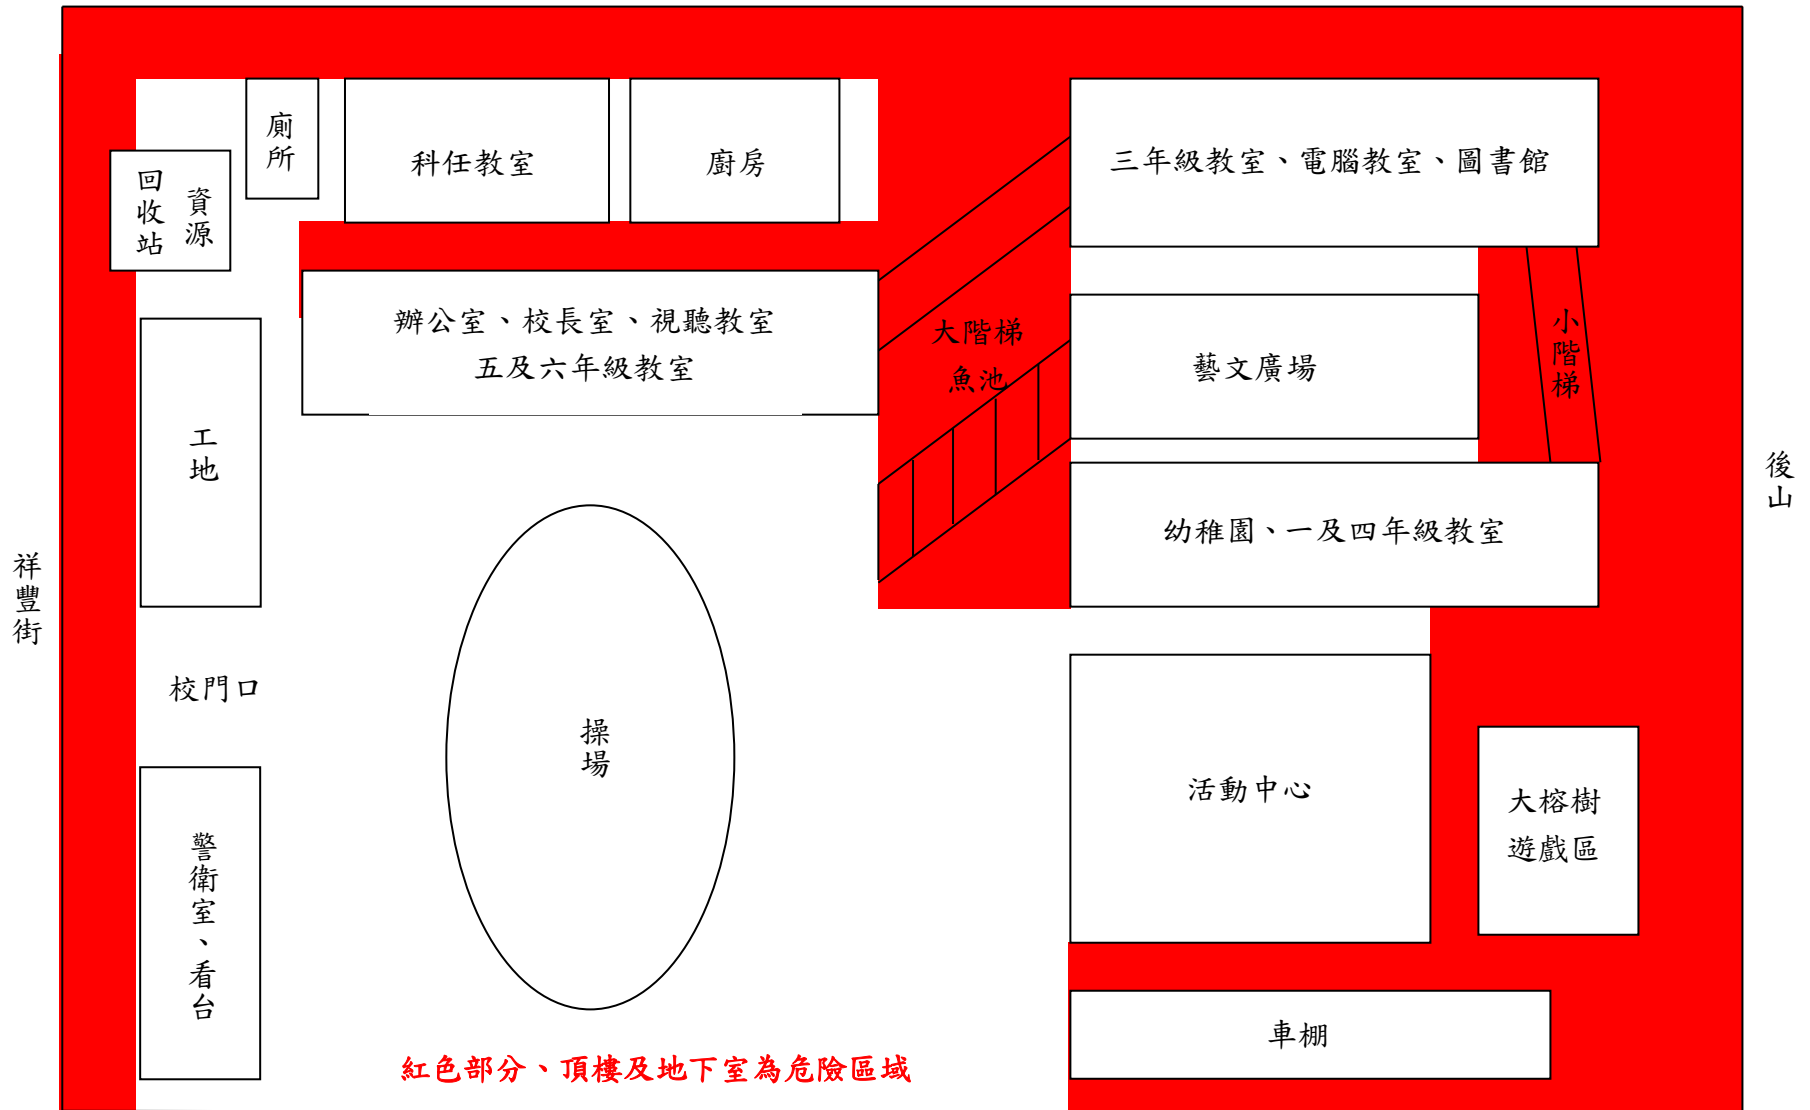 廁所
科任教室
廚房
三年級教室、電腦教室、圖書館
資源
回收站
辦公室、校長室、視聽教室
五及六年級教室
大階梯
魚池
藝文廣場
小階梯
工地
幼稚園、一及四年級教室
後山
祥豐街
校門口
操場
活動中心
大榕樹
遊戲區
警衛室、看台
車棚
紅色部分、頂樓及地下室為危險區域